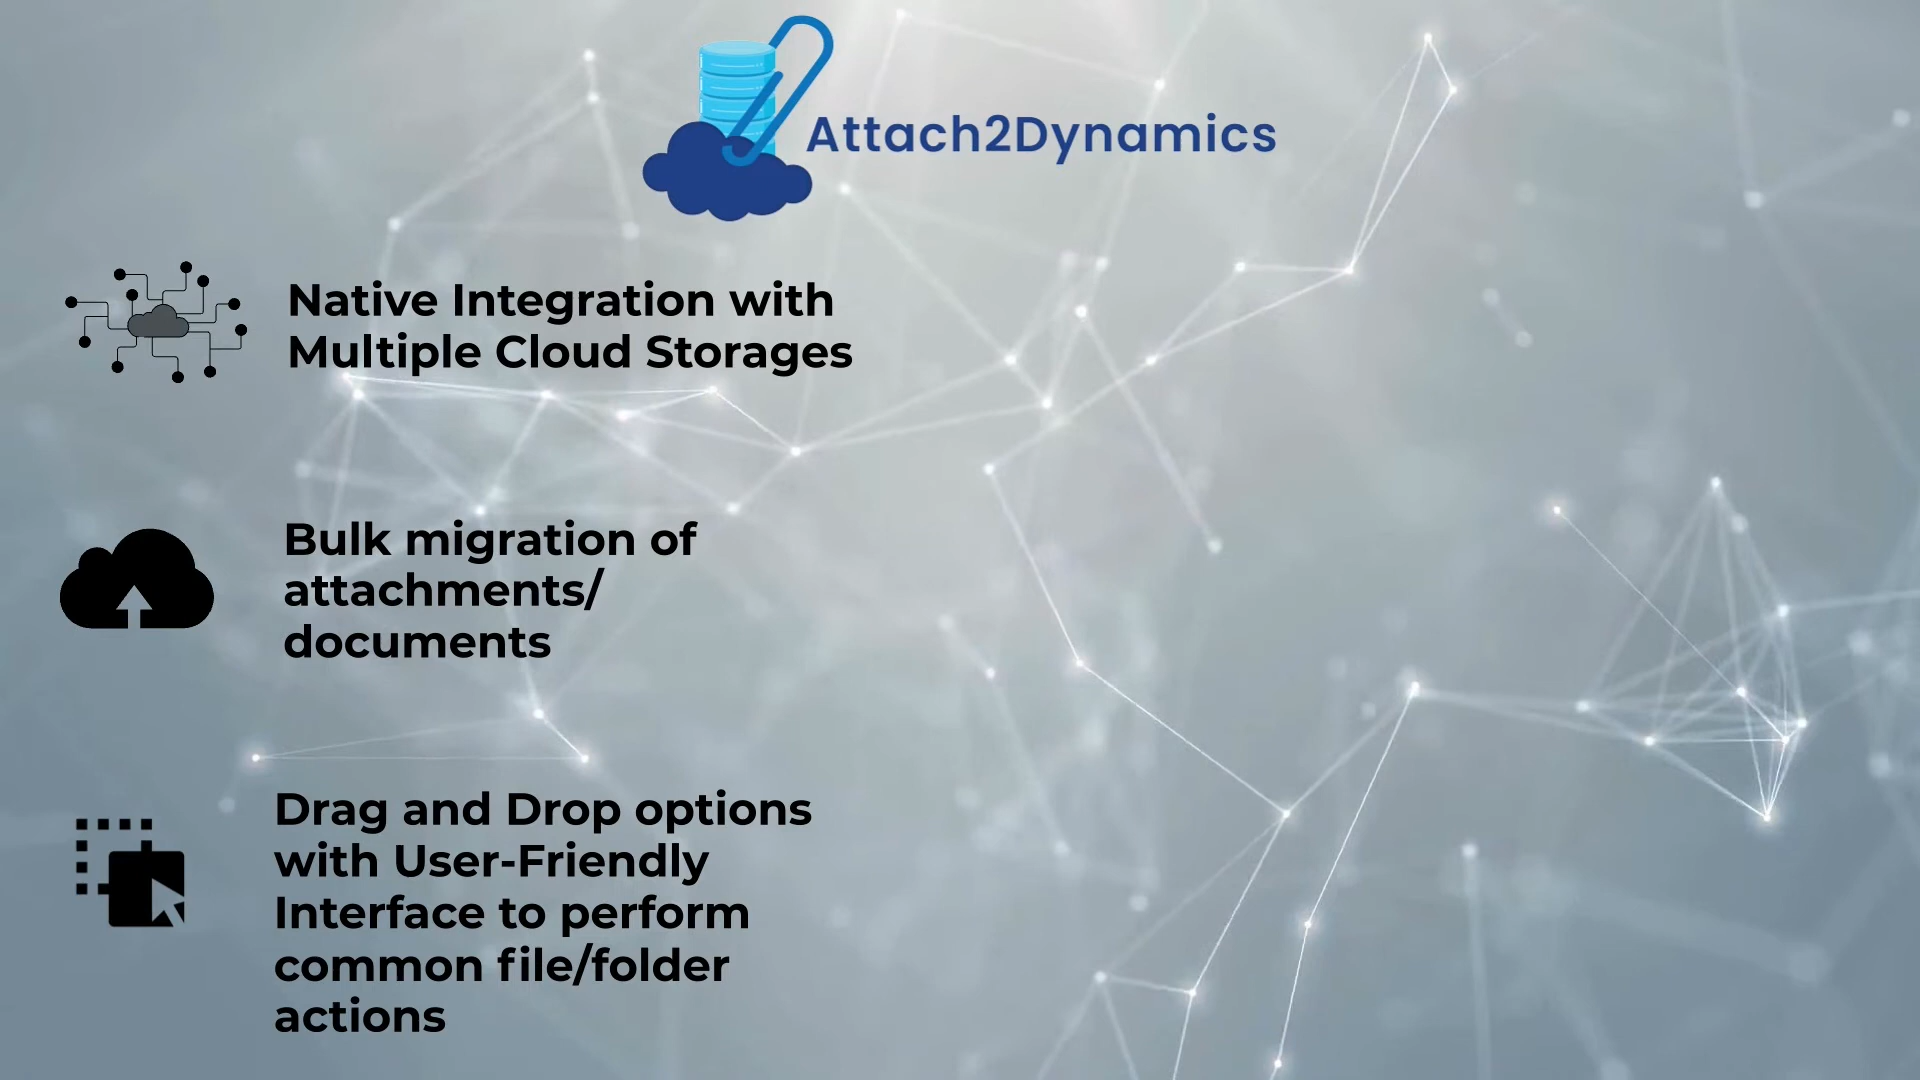 Attach2Dynamics
Native Integration with
Multiple Cloud Storages
Bulk migration of
attachments/
documents
Drag and Drop options
with User-Friendly
Interface to perform
common file/folder
actions